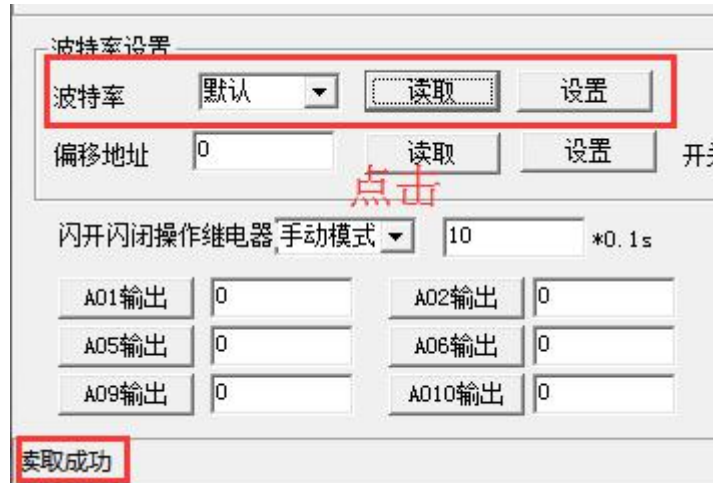 波特率设置
波特率 默认 读取 设置
偏移地址 0 读取 设置
点击
闪开闪闭操作继电器 手动模式 10 *0.1s
A01输出 0 A02输出 0
A05输出 0 A06输出 0
A09输出 0 A010输出 0
读取成功